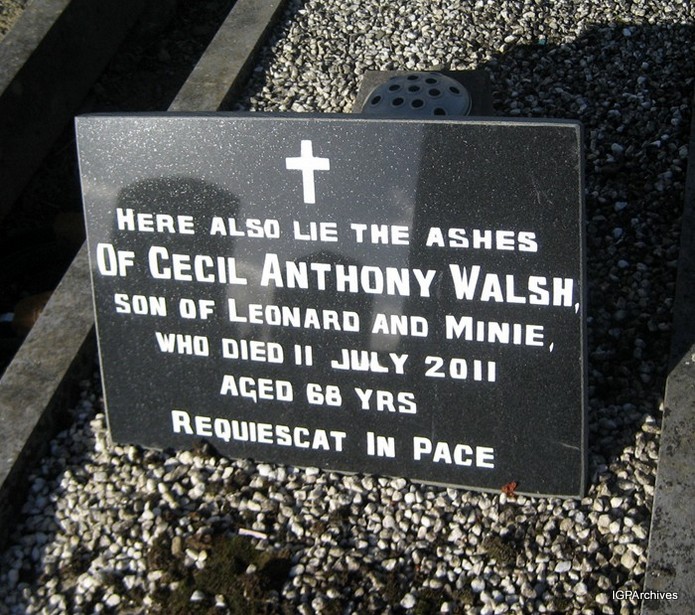 Here also lie the ashes
Of Cecil Anthony Walsh,
son of Leonard and Minie,
who died 11 July 2011
aged 68 yrs
Requiescat In Pace
IGPArchives